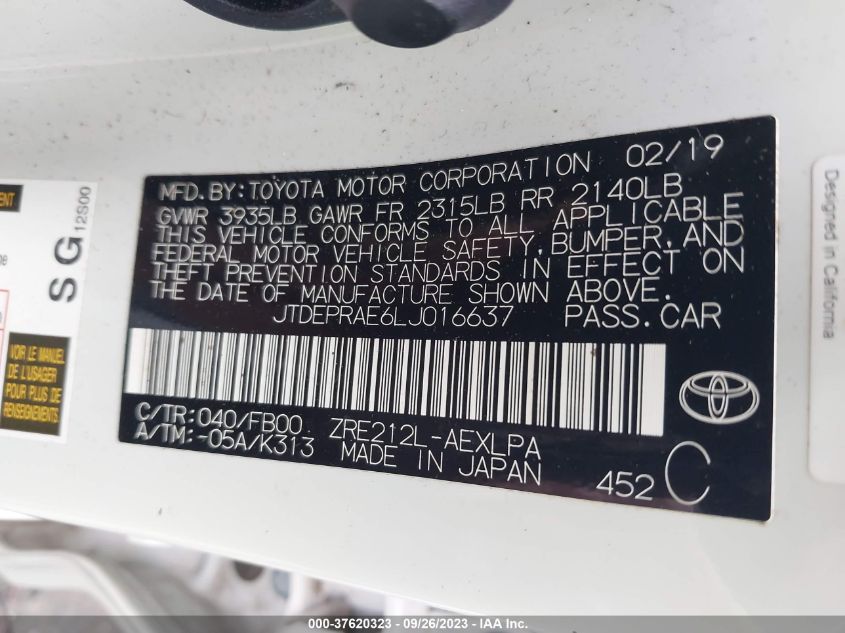 MFD. BY: TOYOTA MOTOR CORPORATION 02/19
GVWR 3935LB GAWR FR 2315LB RR 2140LB
THIS VEHICLE CONFORMS TO ALL APPLICABLE
FEDERAL MOTOR VEHICLE SAFETY, BUMPER, AND
THEFT PREVENTION STANDARDS IN EFFECT ON
THE DATE OF MANUFACTURE SHOWN ABOVE.
JTDEPRAE6LJ016637 PASS. CAR
C/TR: 040/FB00 ZRE212L-AEXLPA
A/TM: -05A/K313 MADE IN JAPAN
452 C
SG 12S00
VOIR LE MANUEL
DE L'USAGER
POUR PLUS DE
RENSEIGNEMENTS
Designed in California
000-37620323 - 09/26/2023 - IAA Inc.